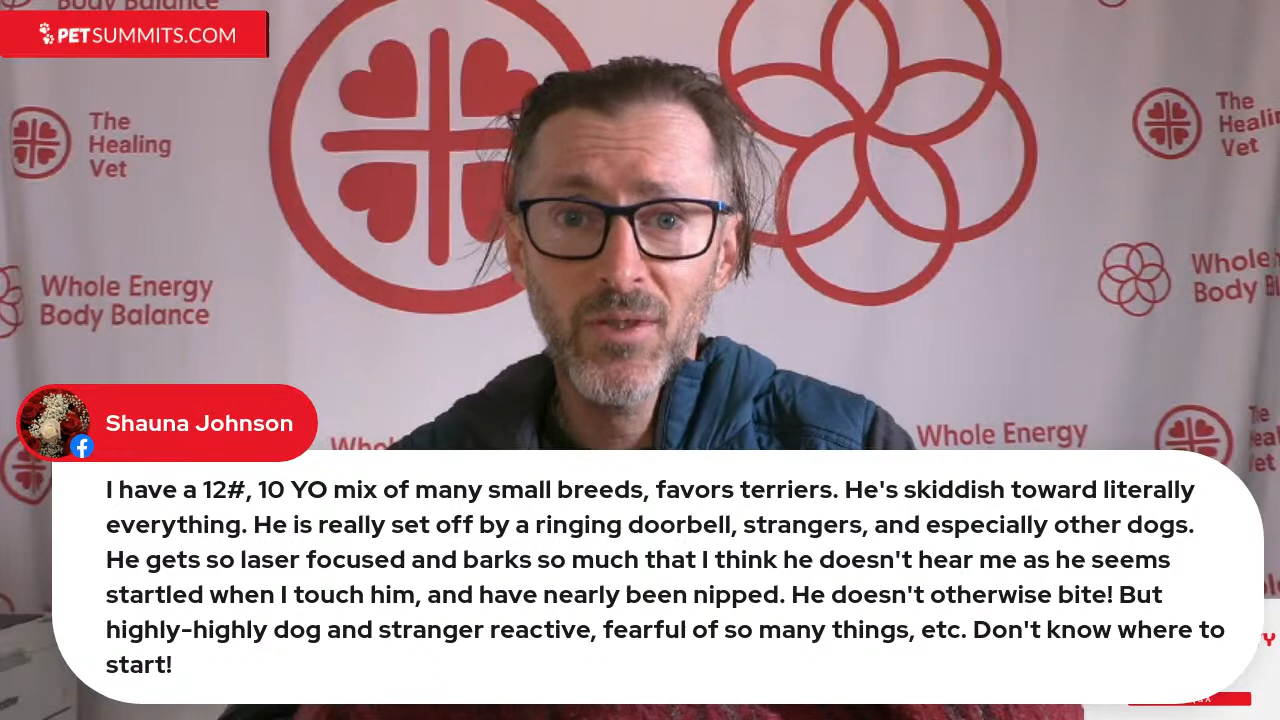 Body Balance
PETSUMMITS.COM
The
Healing
Vet
The
Vet
Whole Energy
Body Balance
Whole
Body
Shauna Johnson
Whole Energy
The
Vet
I have a 12#, 10 YO mix of many small breeds, favors terriers. He's skiddish toward literally
everything. He is really set off by a ringing doorbell, strangers, and especially other dogs.
He gets so laser focused and barks so much that I think he doesn't hear me as he seems
startled when I touch him, and have nearly been nipped. He doesn't otherwise bite! But
highly-highly dog and stranger reactive, fearful of so many things, etc. Don't know where to
start!